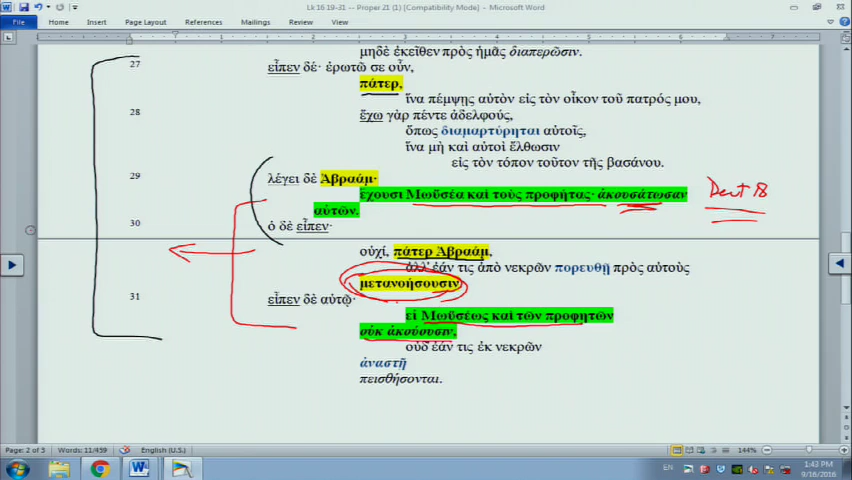 Lk 16 19-31 -- Proper 21 (1) [Compatibility Mode] - Microsoft Word
File Home Insert Page Layout References Mailings Review View
μηδὲ ἐκεῖθεν πρὸς ἡμᾶς διαπερῶσιν.
27 εἶπεν δέ· ἐρωτῶ σε οὖν,
πάτερ,
ἵνα πέμψῃς αὐτὸν εἰς τὸν οἶκον τοῦ πατρός μου,
28 ἔχω γὰρ πέντε ἀδελφούς,
ὅπως διαμαρτύρηται αὐτοῖς,
ἵνα μὴ καὶ αὐτοὶ ἔλθωσιν
εἰς τὸν τόπον τοῦτον τῆς βασάνου.
29 λέγει δὲ Ἀβραάμ·
ἔχουσι Μωϋσέα καὶ τοὺς προφήτας· ἀκουσάτωσαν
Deut 18
αὐτῶν.
30 ὁ δὲ εἶπεν·
οὐχί, πάτερ Ἀβραάμ,
ἀλλ᾽ ἐάν τις ἀπὸ νεκρῶν πορευθῇ πρὸς αὐτοὺς
μετανοήσουσιν.
31 εἶπεν δὲ αὐτῷ·
εἰ Μωϋσέως καὶ τῶν προφητῶν
οὐκ ἀκούουσιν,
οὐδ᾽ ἐάν τις ἐκ νεκρῶν
ἀναστῇ
πεισθήσονται.
Page: 2 of 3 Words: 11/459 English (U.S.) 144%
EN 1:43 PM
9/16/2016